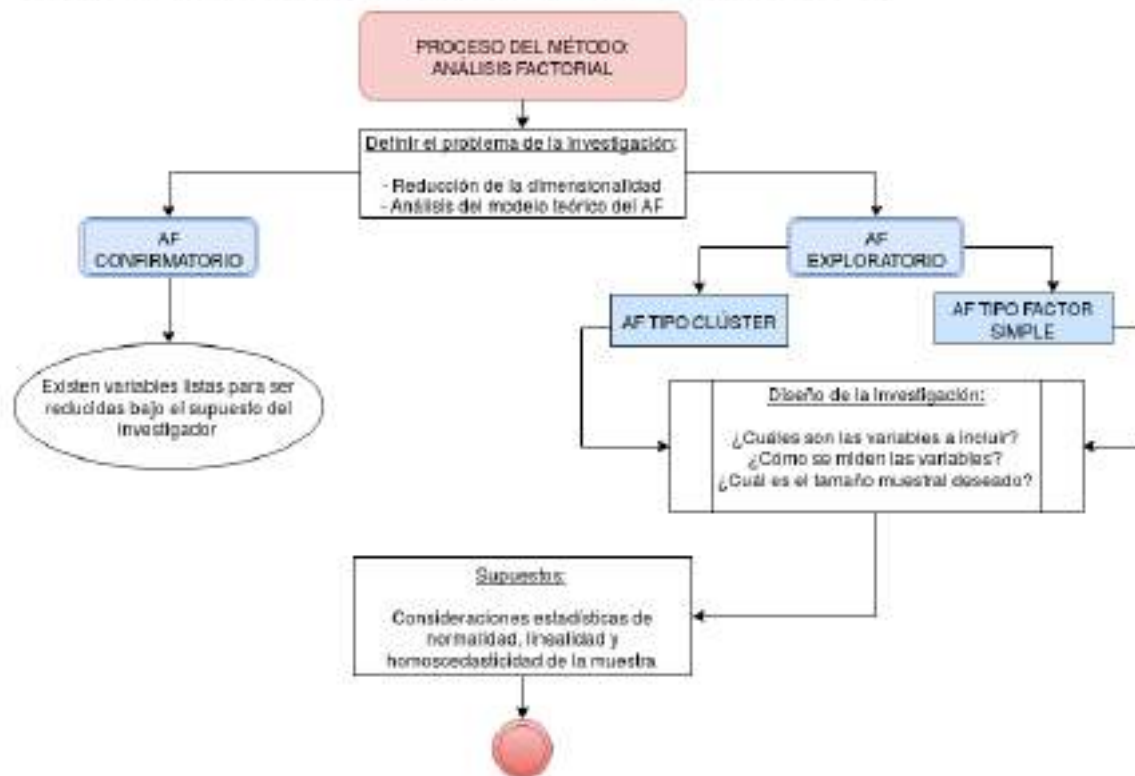 PROCESO DEL MÉTODO:
ANÁLISIS FACTORIAL
Definir el problema de la investigación:
- Reducción de la dimensionalidad
- Análisis del modelo teórico del AF
AF
CONFIRMATORIO
AF
EXPLORATORIO
AF TIPO CLÚSTER
AF TIPO FACTOR
SIMPLE
Existen variables listas para ser
reducidas bajo el supuesto del
investigador
Diseño de la investigación:
¿Cuáles son las variables a incluir?
¿Cómo se miden las variables?
¿Cuál es el tamaño muestral deseado?
Supuestos:
Consideraciones estadísticas de
normalidad, linealidad y
homoscedasticidad de la muestra.